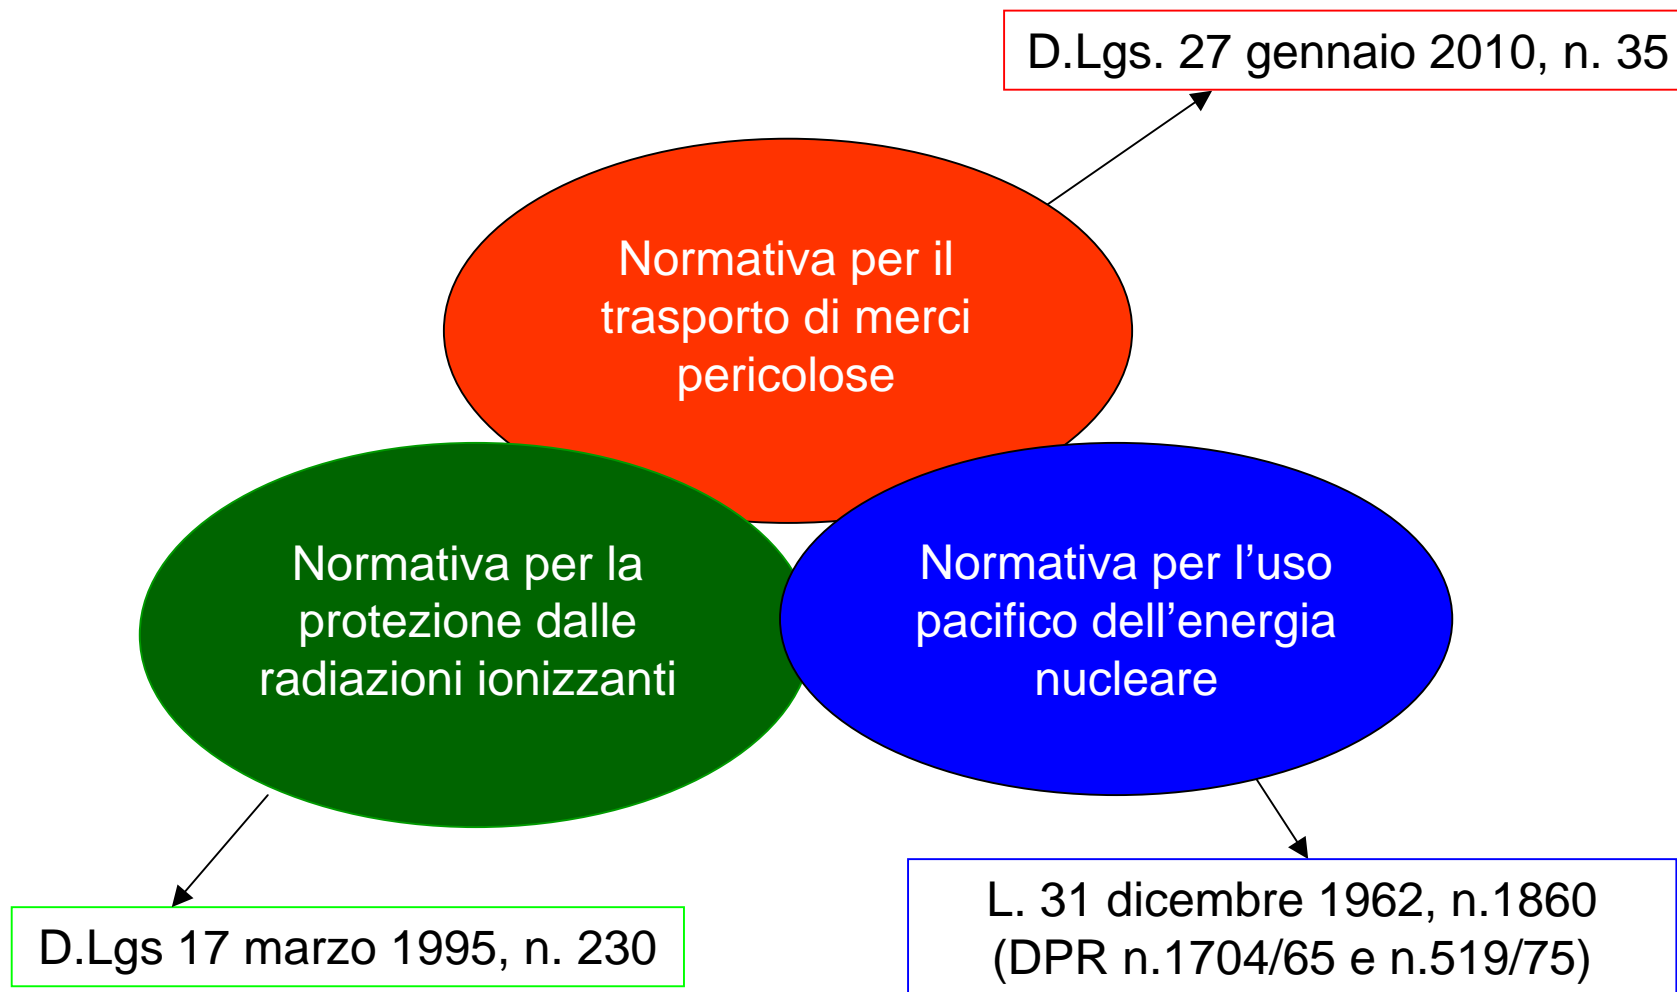 D.Lgs. 27 gennaio 2010, n. 35
Normativa per il
trasporto di merci
pericolose
Normativa per la
protezione dalle
radiazioni ionizzanti
Normativa per l’uso
pacifico dell’energia
nucleare
D.Lgs 17 marzo 1995, n. 230
L. 31 dicembre 1962, n.1860
(DPR n.1704/65 e n.519/75)